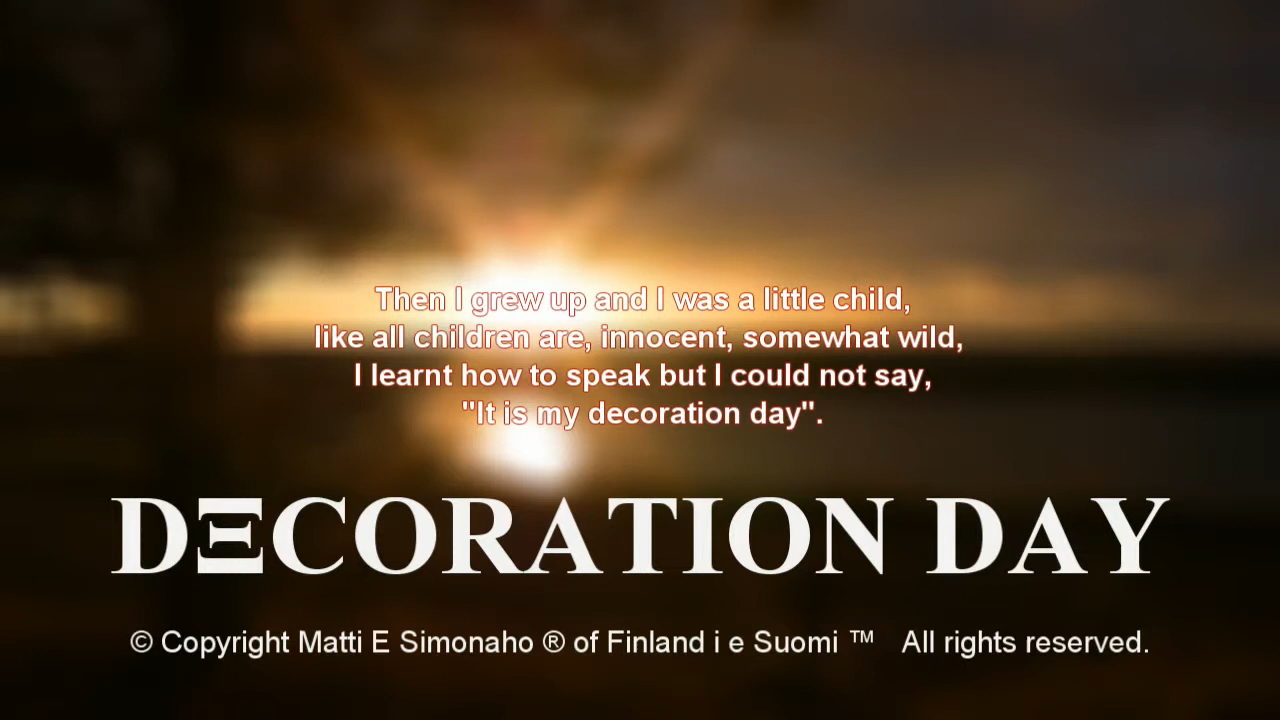 Then I grew up and I was a little child,
like all children are, innocent, somewhat wild,
I learnt how to speak but I could not say,
"It is my decoration day".
DΞCORATION DAY
© Copyright Matti E Simonaho ® of Finland i e Suomi ™ All rights reserved.